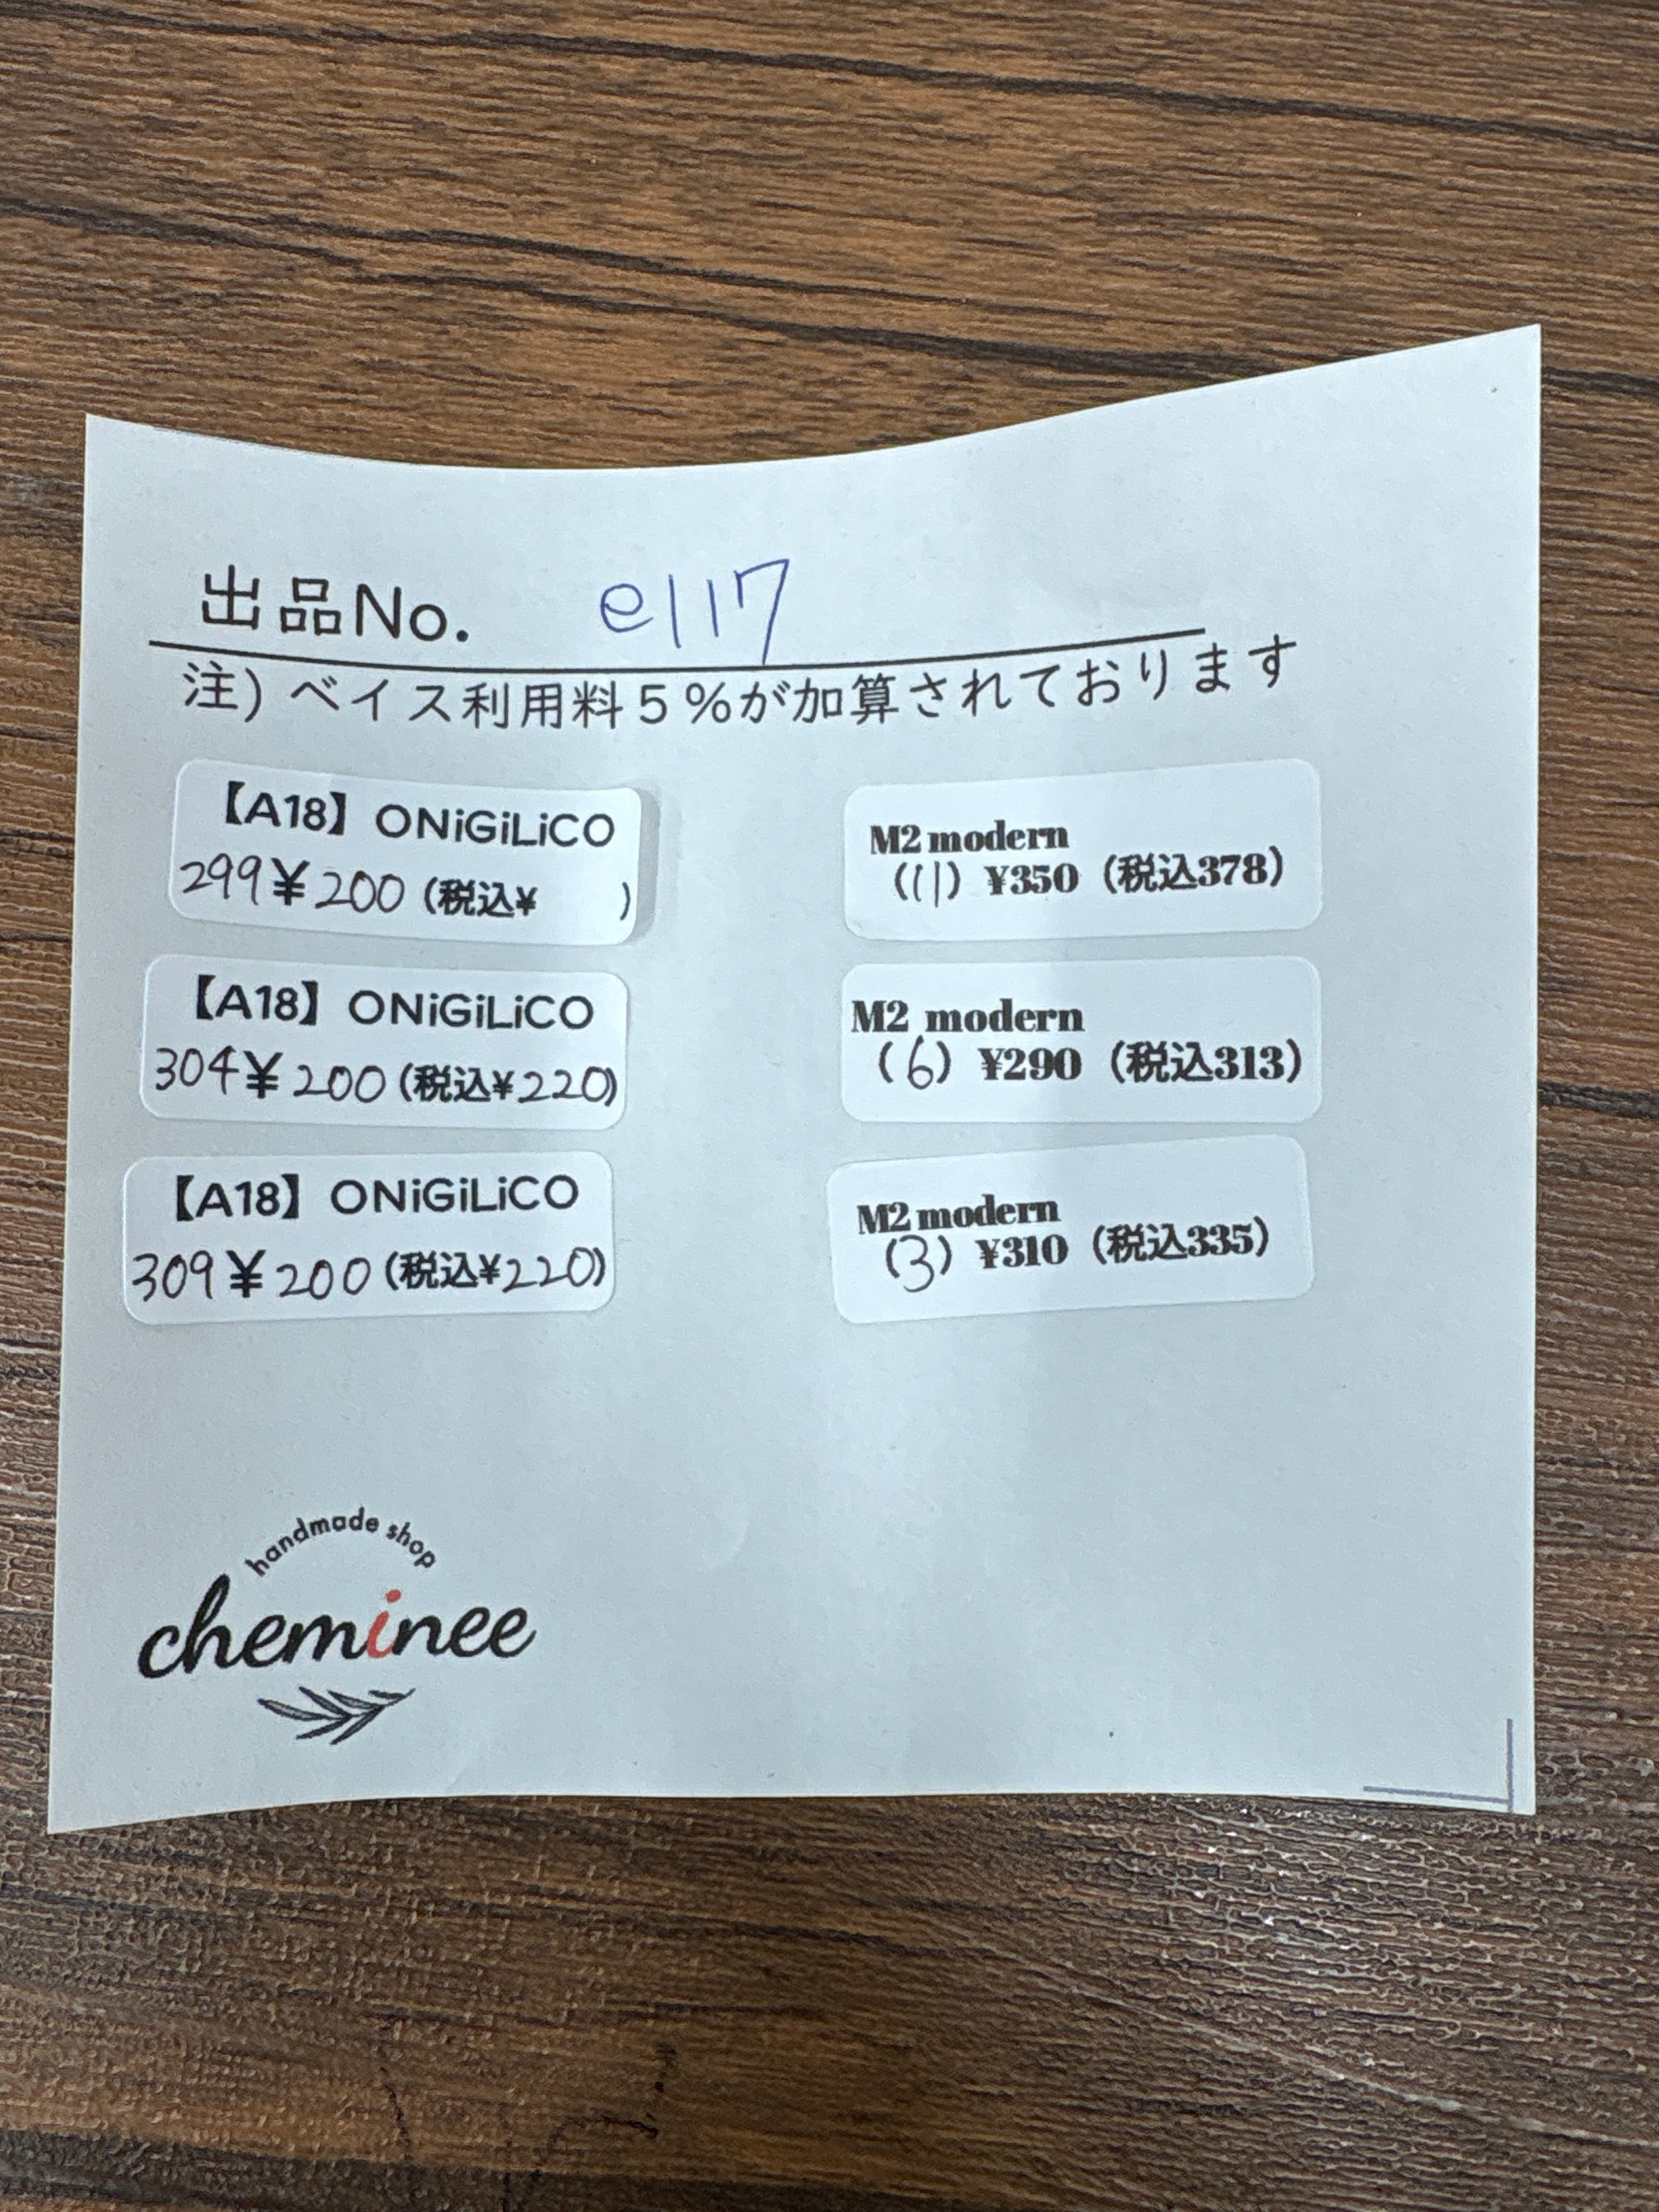 出品No. e117
注）ベイス利用料５％が加算されております
【A18】ONiGiLiCO
299¥200（税込¥　　）
【A18】ONiGiLiCO
304¥200（税込¥220）
【A18】ONiGiLiCO
309¥200（税込¥220）
M2 modern
（11）¥350（税込378）
M2 modern
（6）¥290（税込313）
M2 modern
（3）¥310（税込335）
handmade shop
cheminee